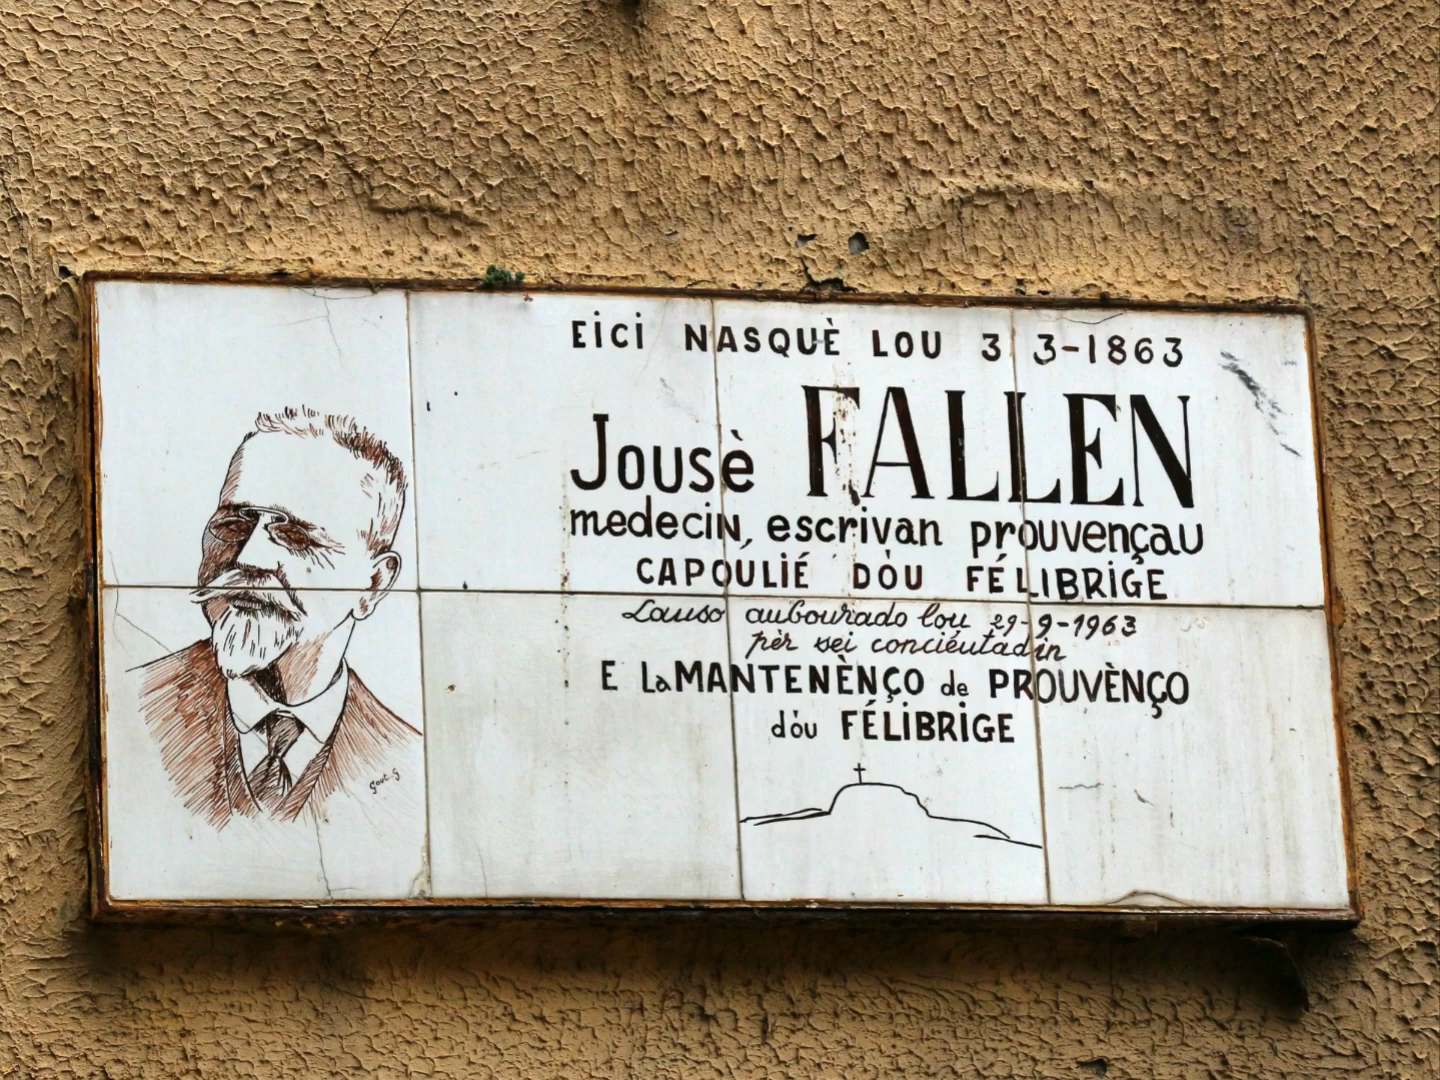 EiCi NASQUÈ LOU 3 3-1863
Jousè FALLEN
medecin, escrivan prouvençau
CAPOULIÉ DÒU FÉLIBRIGE
Lauso aubourado lou 29-9-1963
pèr sei conciéutadin
E LaMANTENÈNÇO de PROUVÈNÇO
dòu FÉLIBRIGE